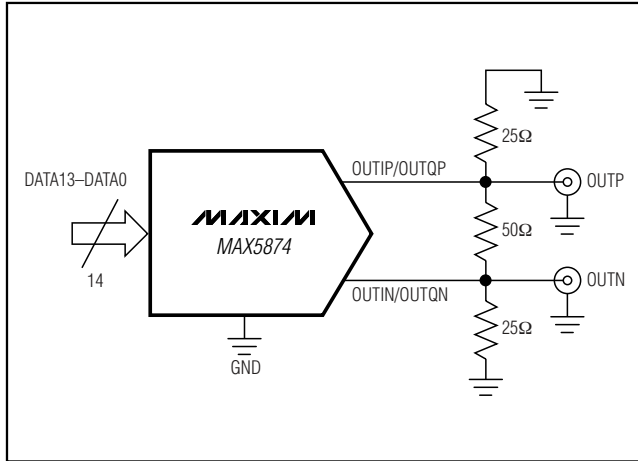 25Ω
OUTIP/OUTQP
DATA13–DATA0
OUTP
MAXIM
MAX5874
50Ω
14
OUTN
OUTIN/OUTQN
25Ω
GND